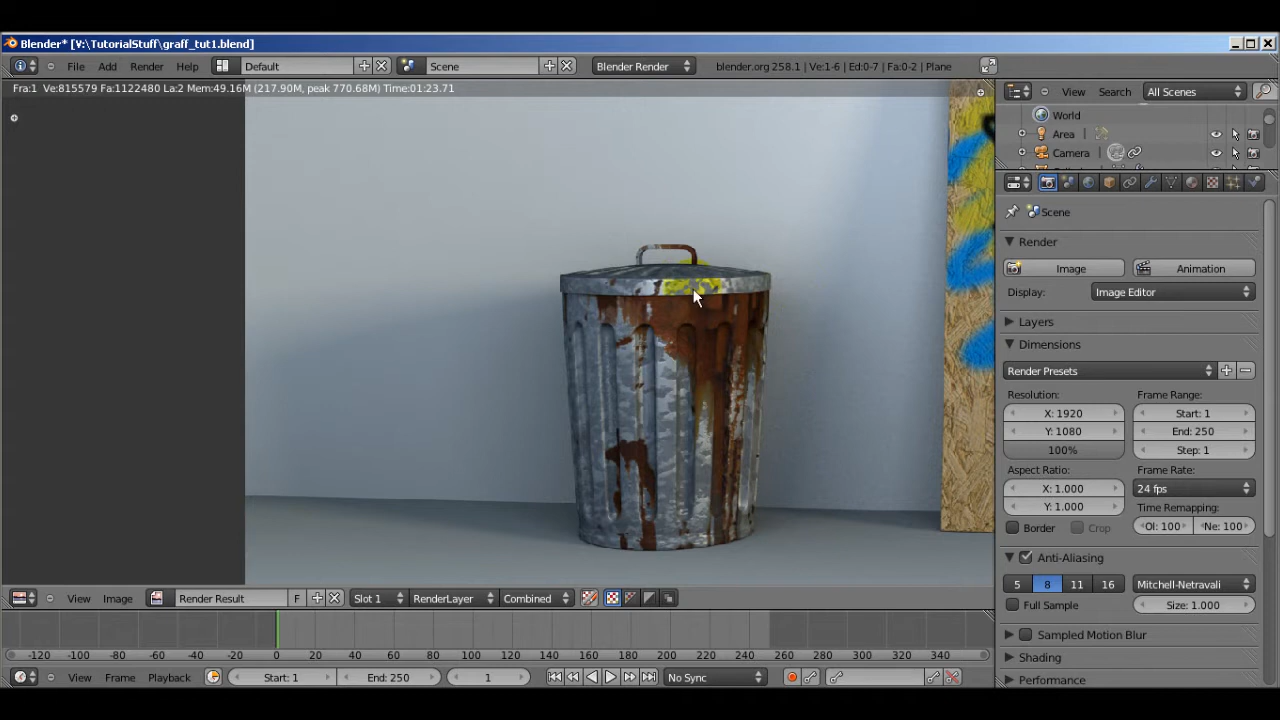 Blender* [V:\TutorialStuff\graff_tut1.blend]
File Add Render Help Default Scene Blender Render blender.org 258.1 | Ve:1-6 | Ed:0-7 | Fa:0-2 | Plane
Fra:1 Ve:815579 Fa:1122480 La:2 Mem:49.16M (217.90M, peak 770.68M) Time:01:23.71
View Search All Scenes
World
Area
Camera
Scene
Render
Image Animation
Display: Image Editor
Layers
Dimensions
Render Presets
Resolution: Frame Range:
X: 1920 Start: 1
Y: 1080 End: 250
100% Step: 1
Aspect Ratio: Frame Rate:
X: 1.000 24 fps
Y: 1.000 Time Remapping:
Border Crop Ol: 100 Ne: 100
Anti-Aliasing
5 8 11 16 Mitchell-Netravali
Full Sample Size: 1.000
Sampled Motion Blur
Shading
Performance
View Image Render Result F Slot 1 RenderLayer Combined
-120 -100 -80 -60 -40 -20 0 20 40 60 80 100 120 140 160 180 200 220 240 260 280 300 320 340
View Frame Playback Start: 1 End: 250 1 No Sync